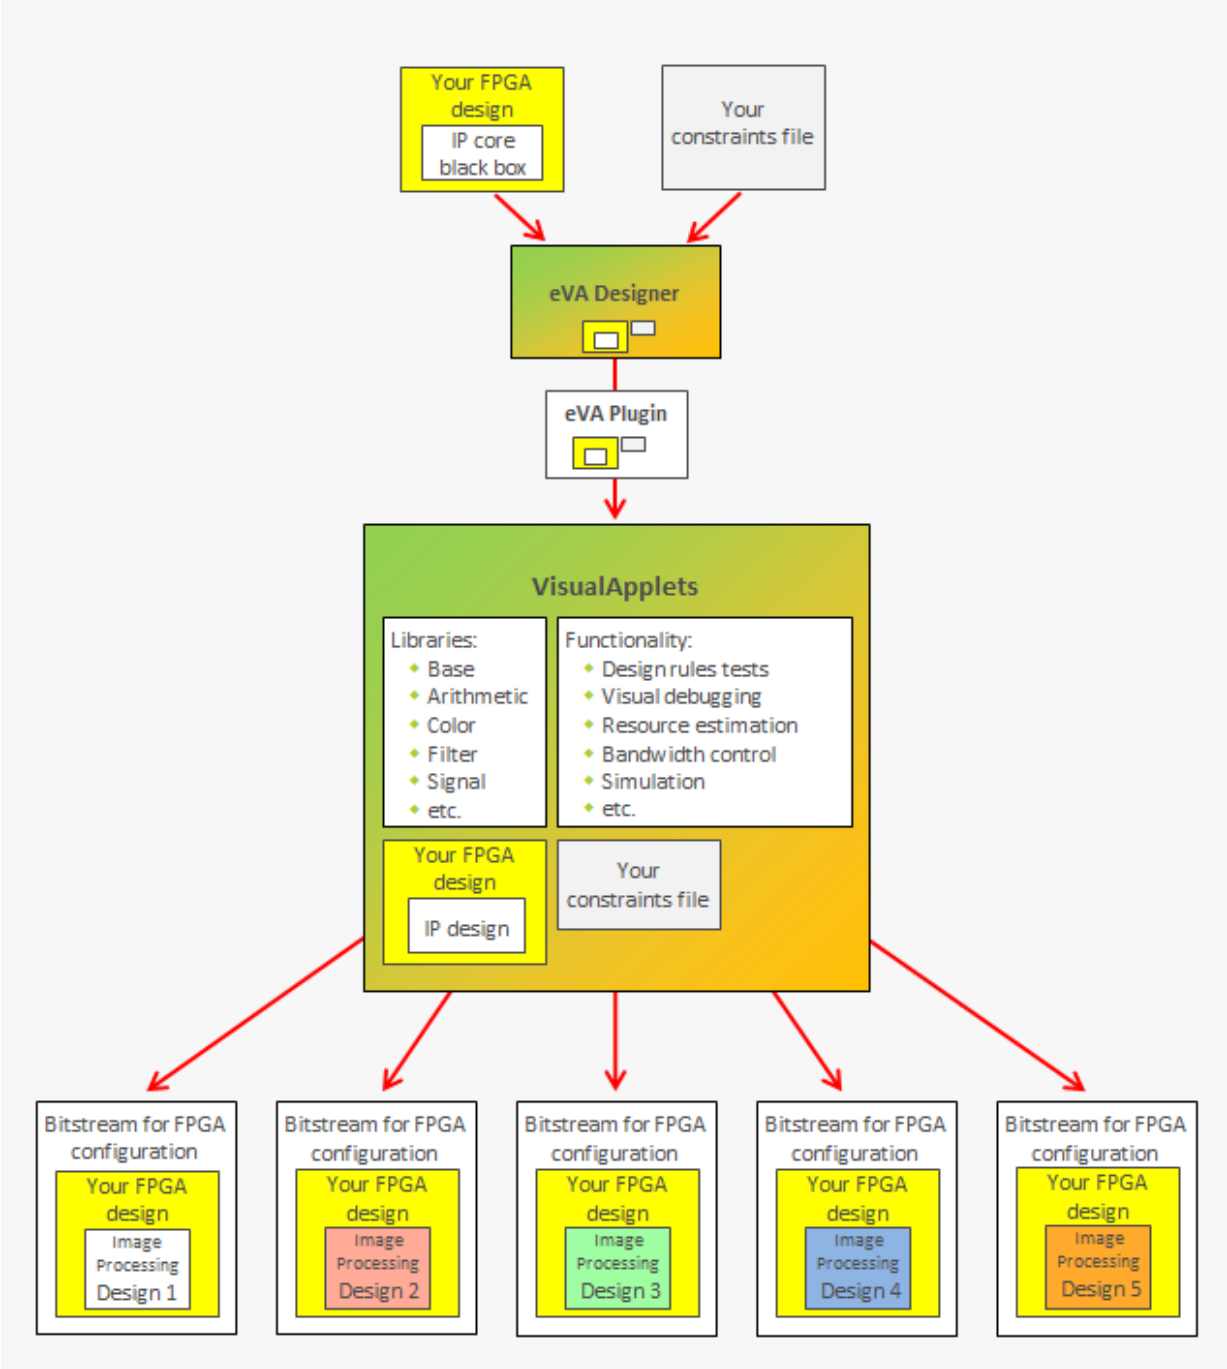 Your FPGA
design
IP core
black box
Your
constraints file
eVA Designer
eVA Plugin
VisualApplets
Libraries:
Base
Arithmetic
Color
Filter
Signal
etc.
Functionality:
Design rules tests
Visual debugging
Resource estimation
Bandwidth control
Simulation
etc.
Your FPGA
design
IP design
Your
constraints file
Bitstream for FPGA
configuration
Your FPGA
design
Image
Processing
Design 1
Bitstream for FPGA
configuration
Your FPGA
design
Image
Processing
Design 2
Bitstream for FPGA
configuration
Your FPGA
design
Image
Processing
Design 3
Bitstream for FPGA
configuration
Your FPGA
design
Image
Processing
Design 4
Bitstream for FPGA
configuration
Your FPGA
design
Image
Processing
Design 5